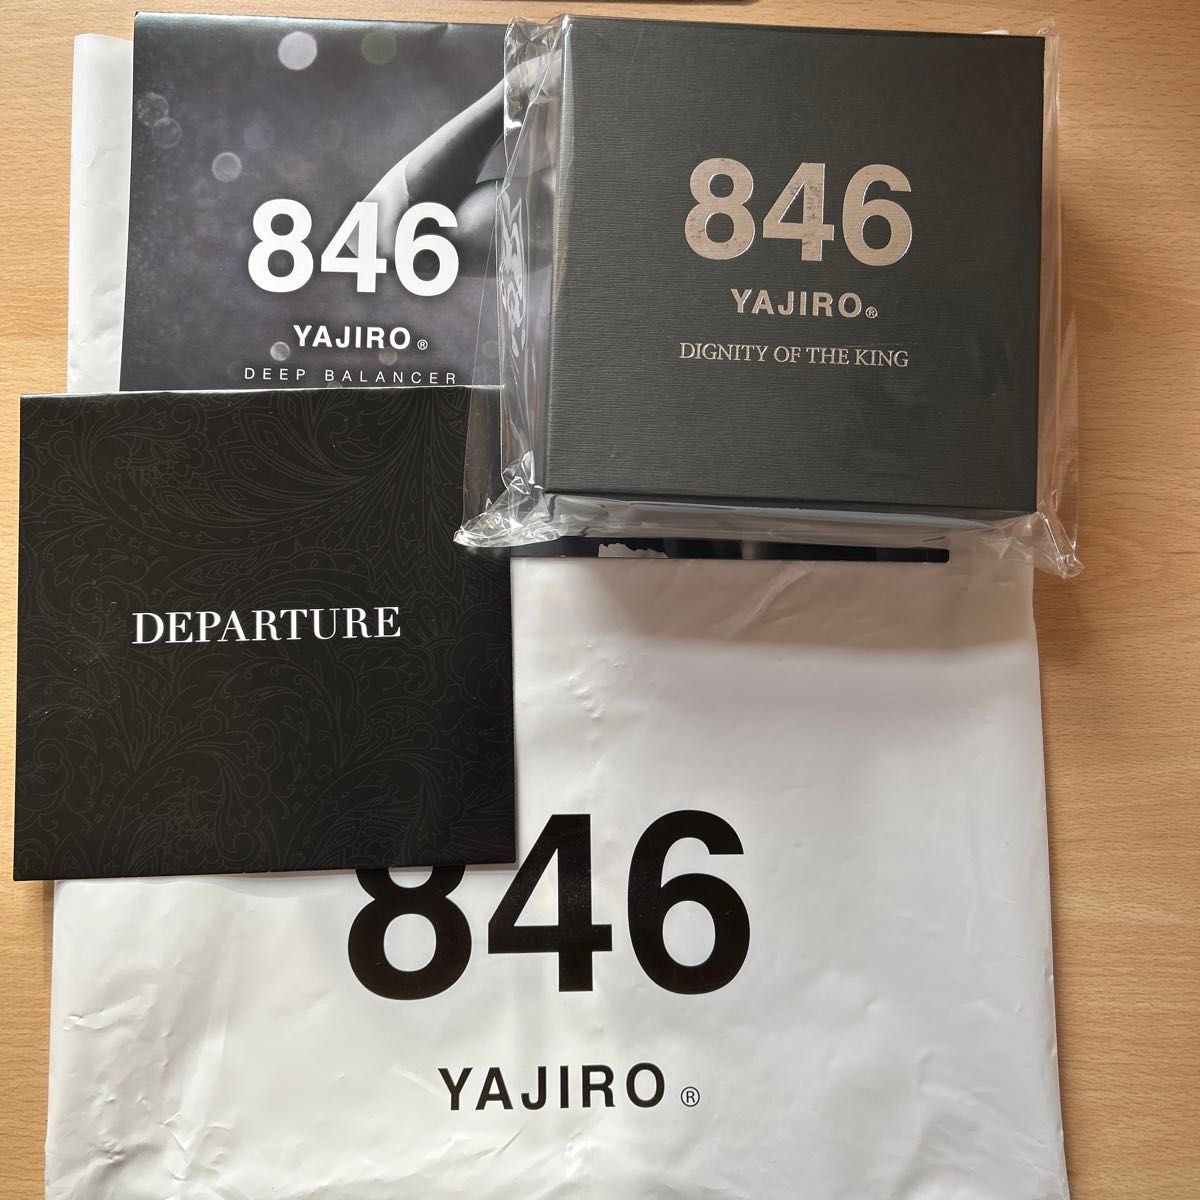 846
YAJIRO®
DEEP BALANCER
846
YAJIRO®
DIGNITY OF THE KING
DEPARTURE
846
YAJIRO®